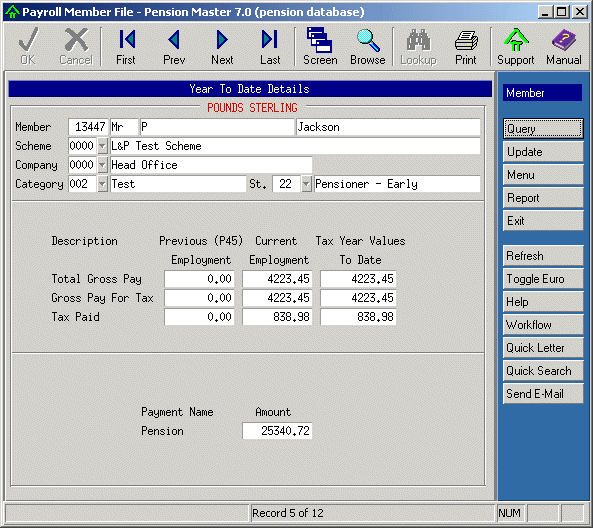 Payroll Member File - Pension Master 7.0 (pension database)
OK Cancel First Prev Next Last Screen Browse Lookup Print Support Manual
Year To Date Details
POUNDS STERLING
Member 13447 Mr P Jackson
Scheme 0000 L&P Test Scheme
Company 0000 Head Office
Category 002 Test St. 22 Pensioner - Early
Description Previous (P45) Current Tax Year Values
Employment Employment To Date
Total Gross Pay 0.00 4223.45 4223.45
Gross Pay For Tax 0.00 4223.45 4223.45
Tax Paid 0.00 838.98 838.98
Payment Name Amount
Pension 25340.72
Member
Query
Update
Menu
Report
Exit
Refresh
Toggle Euro
Help
Workflow
Quick Letter
Quick Search
Send E-Mail
Record 5 of 12 NUM